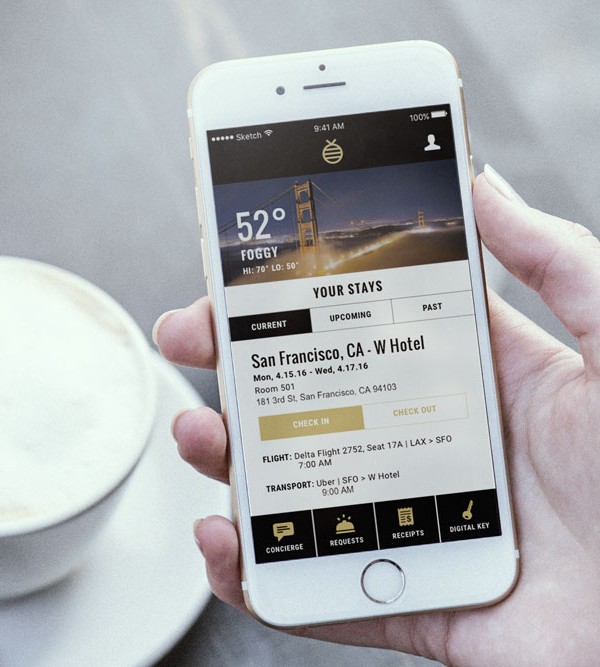 ●●●●● Sketch 9:41 AM 100%
52°
FOGGY
HI: 70° LO: 50°
YOUR STAYS
CURRENT UPCOMING PAST
San Francisco, CA - W Hotel
Mon, 4.15.16 - Wed, 4.17.16
Room 501
181 3rd St, San Francisco, CA 94103
CHECK IN CHECK OUT
FLIGHT: Delta Flight 2752, Seat 17A | LAX > SFO
7:00 AM
TRANSPORT: Uber | SFO > W Hotel
9:00 AM
CONCIERGE REQUESTS RECEIPTS DIGITAL KEY